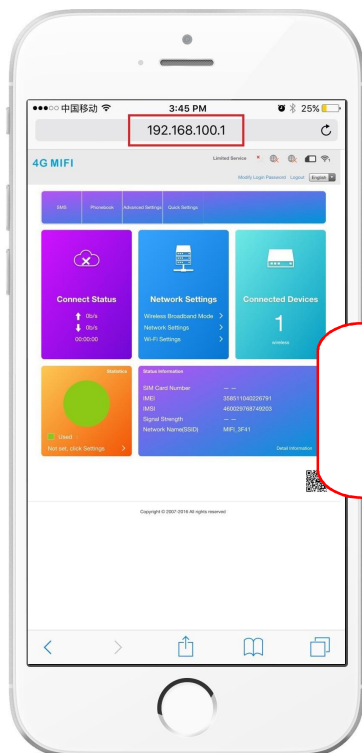 中国移动 3:45 PM 25%
192.168.100.1
4G MIFI
Limited Service
Modify Login Password Logout English
SMS Phonebook Advanced Settings Quick Settings
Connect Status
0b/s
0b/s
00:00:00
Network Settings
Wireless Broadband Mode >
Network Settings >
Wi-Fi Settings >
Connected Devices
1
wireless
Statistics
Used
Not set, click Settings >
Status Information
SIM Card Number — —
IMEI 358511040226791
IMSI 460029768749203
Signal Strength — —
Network Name(SSID) MIFI_3F41
Detail Information
Copyright © 2007-2016 All rights reserved